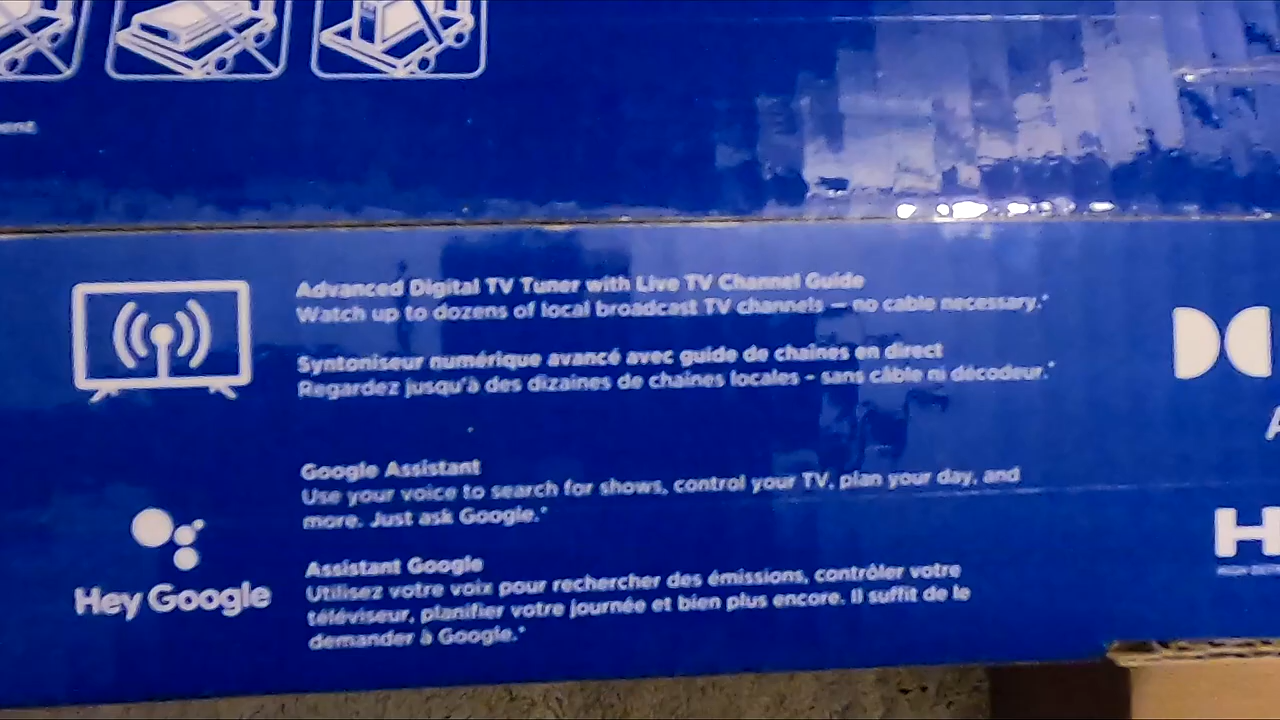 ent
Advanced Digital TV Tuner with Live TV Channel Guide
Watch up to dozens of local broadcast TV channels – no cable necessary.*
Syntoniseur numérique avancé avec guide de chaînes en direct
Regardez jusqu'à des dizaines de chaînes locales – sans câble ni décodeur.*
Google Assistant
Use your voice to search for shows, control your TV, plan your day, and
more. Just ask Google.*
Hey Google
Assistant Google
Utilisez votre voix pour rechercher des émissions, contrôler votre
téléviseur, planifier votre journée et bien plus encore. Il suffit de le
demander à Google.*
H